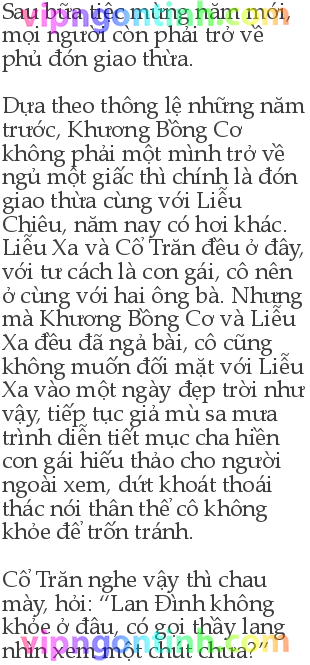 Sau bữa tiệc mừng năm mới,
mọi người còn phải trở về
phủ đón giao thừa.
Dựa theo thông lệ những năm
trước, Khương Bồng Cơ
không phải một mình trở về
ngủ một giấc thì chính là đón
giao thừa cùng với Liễu
Chiêu, năm nay có hơi khác.
Liễu Xa và Cổ Trăn đều ở đây,
với tư cách là con gái, cô nên
ở cùng với hai ông bà. Nhưng
mà Khương Bồng Cơ và Liễu
Xa đều đã ngả bài, cô cũng
không muốn đối mặt với Liễu
Xa vào một ngày đẹp trời như
vậy, tiếp tục giả mù sa mưa
trình diễn tiết mục cha hiền
con gái hiếu thảo cho người
ngoài xem, dứt khoát thoái
thác nói thân thể cô không
khỏe để trốn tránh.
Cổ Trăn nghe vậy thì chau
mày, hỏi: “Lan Đình không
khỏe ở đâu, có gọi thầy lang
nhìn xem một chút chưa?”
vipngontinh.com
vipngontinh.com